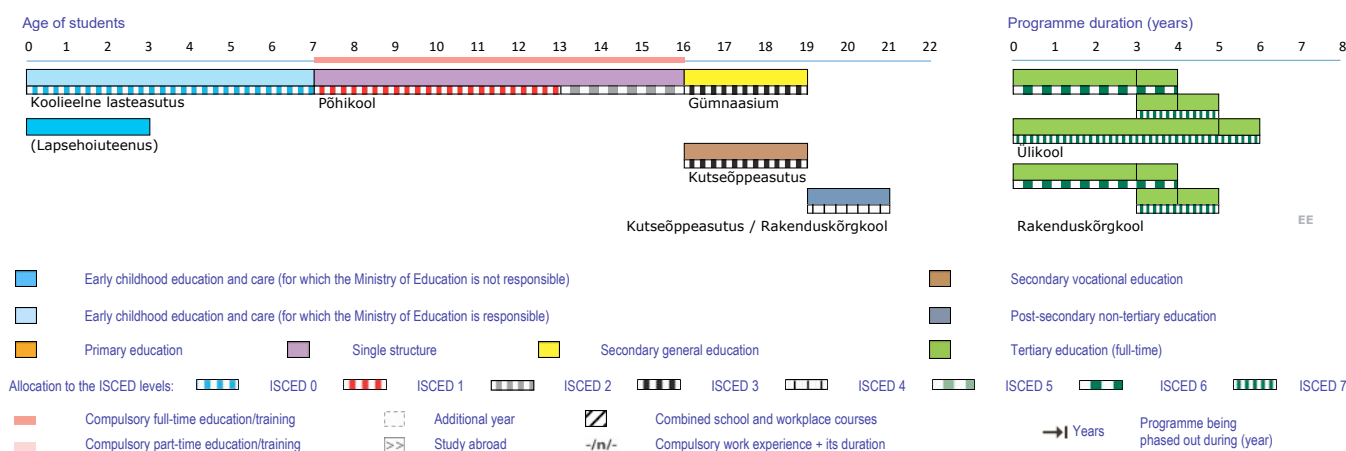 Age of students
Programme duration (years)
0 1 2 3 4 5 6 7 8 9 10 11 12 13 14 15 16 17 18 19 20 21 22
0 1 2 3 4 5 6 7 8
Koolieelne lasteasutus
Põhikool
Gümnaasium
(Lapsehoiuteenus)
Ülikool
Kutseõppeasutus
Kutseõppeasutus / Rakenduskõrgkool
Rakenduskõrgkool
EE
Early childhood education and care (for which the Ministry of Education is not responsible)
Secondary vocational education
Early childhood education and care (for which the Ministry of Education is responsible)
Post-secondary non-tertiary education
Primary education
Single structure
Secondary general education
Tertiary education (full-time)
Allocation to the ISCED levels: ISCED 0 ISCED 1 ISCED 2 ISCED 3 ISCED 4 ISCED 5 ISCED 6 ISCED 7
Compulsory full-time education/training
Additional year
Combined school and workplace courses
Years
Programme being
phased out during (year)
Compulsory part-time education/training
>> Study abroad
-/n/- Compulsory work experience + its duration